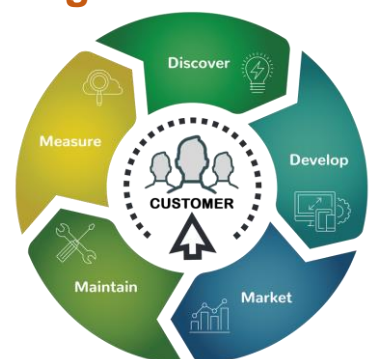 Discover
Develop
Market
Maintain
Measure
CUSTOMER